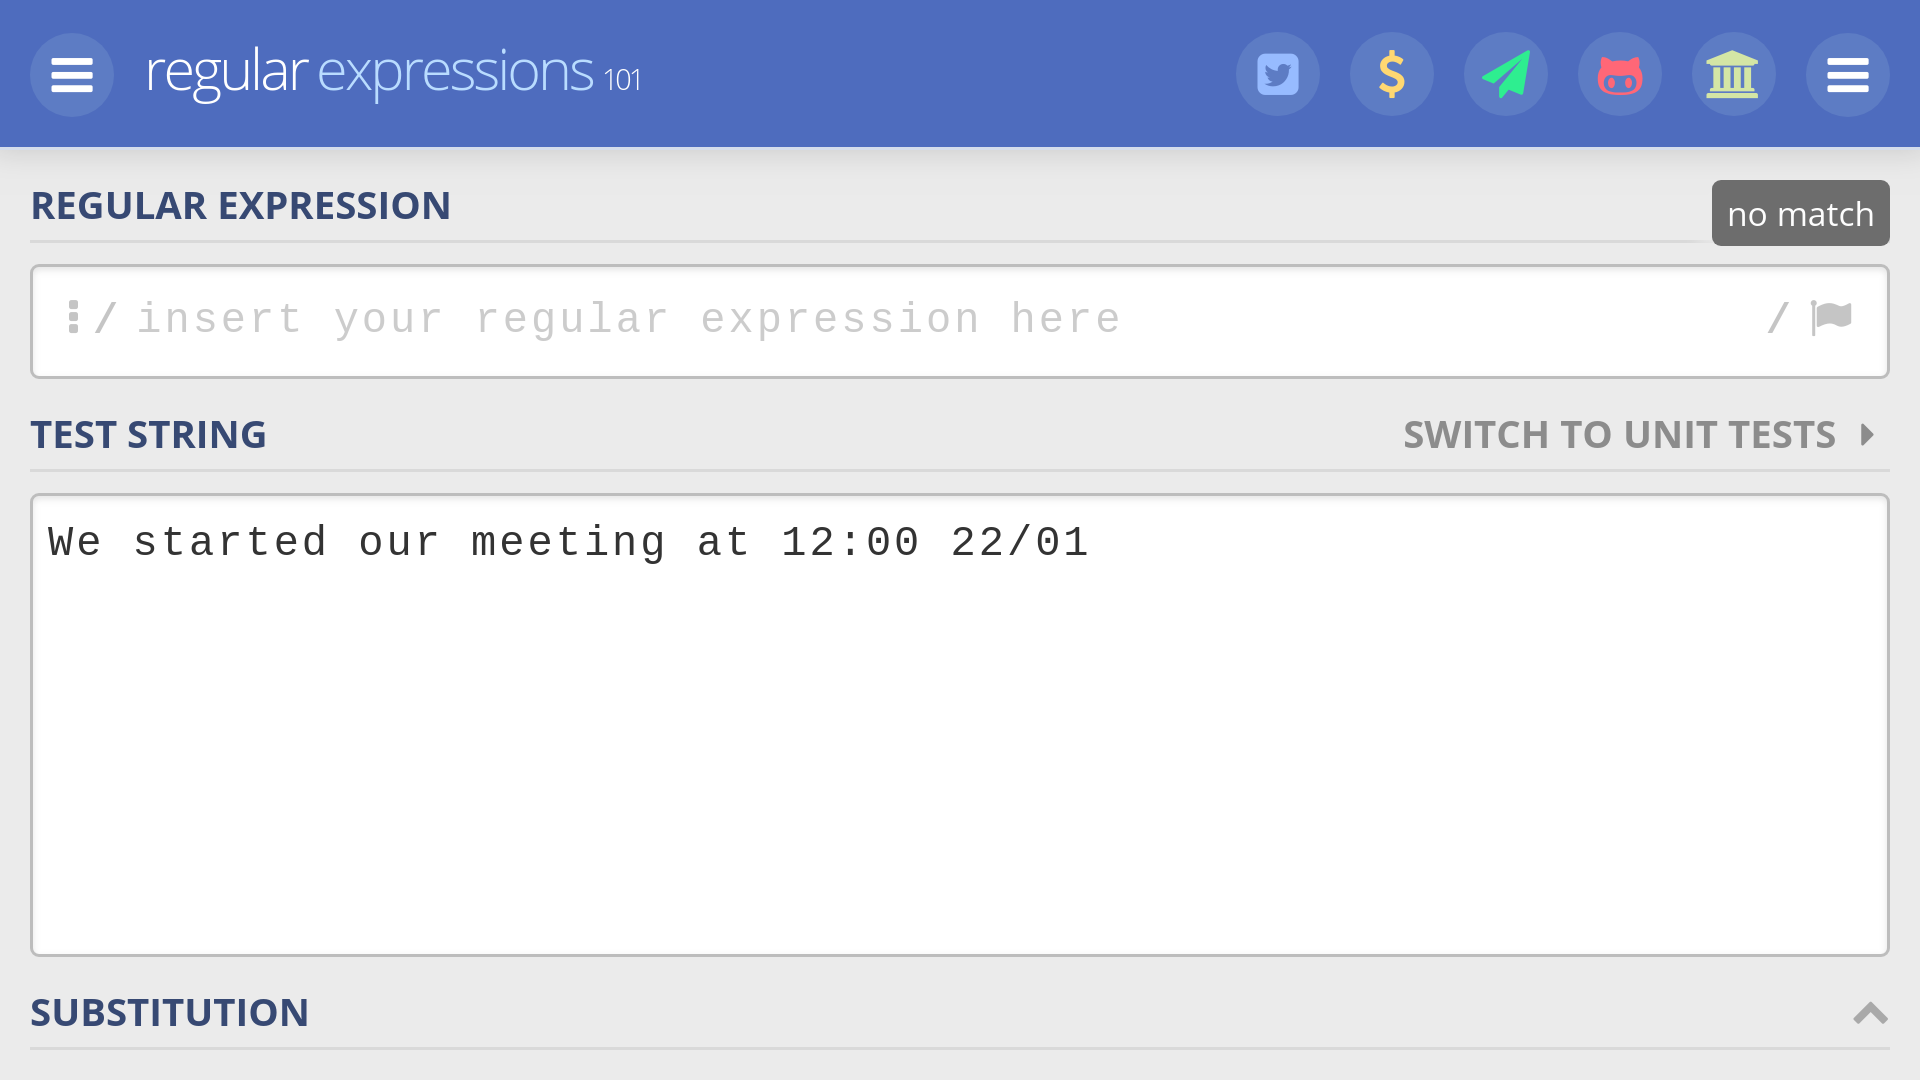 regular expressions 101
REGULAR EXPRESSION
no match
/ insert your regular expression here /
TEST STRING
SWITCH TO UNIT TESTS
We started our meeting at 12:00 22/01
SUBSTITUTION